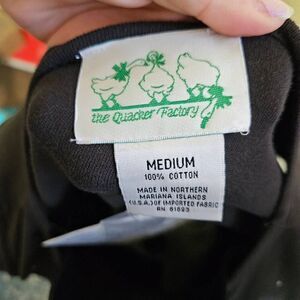 the Quacker Factory
MEDIUM
100% COTTON
MADE IN NORTHERN
MARIANA ISLANDS
(U.S.A.) OF IMPORTED FABRIC
RN 81693